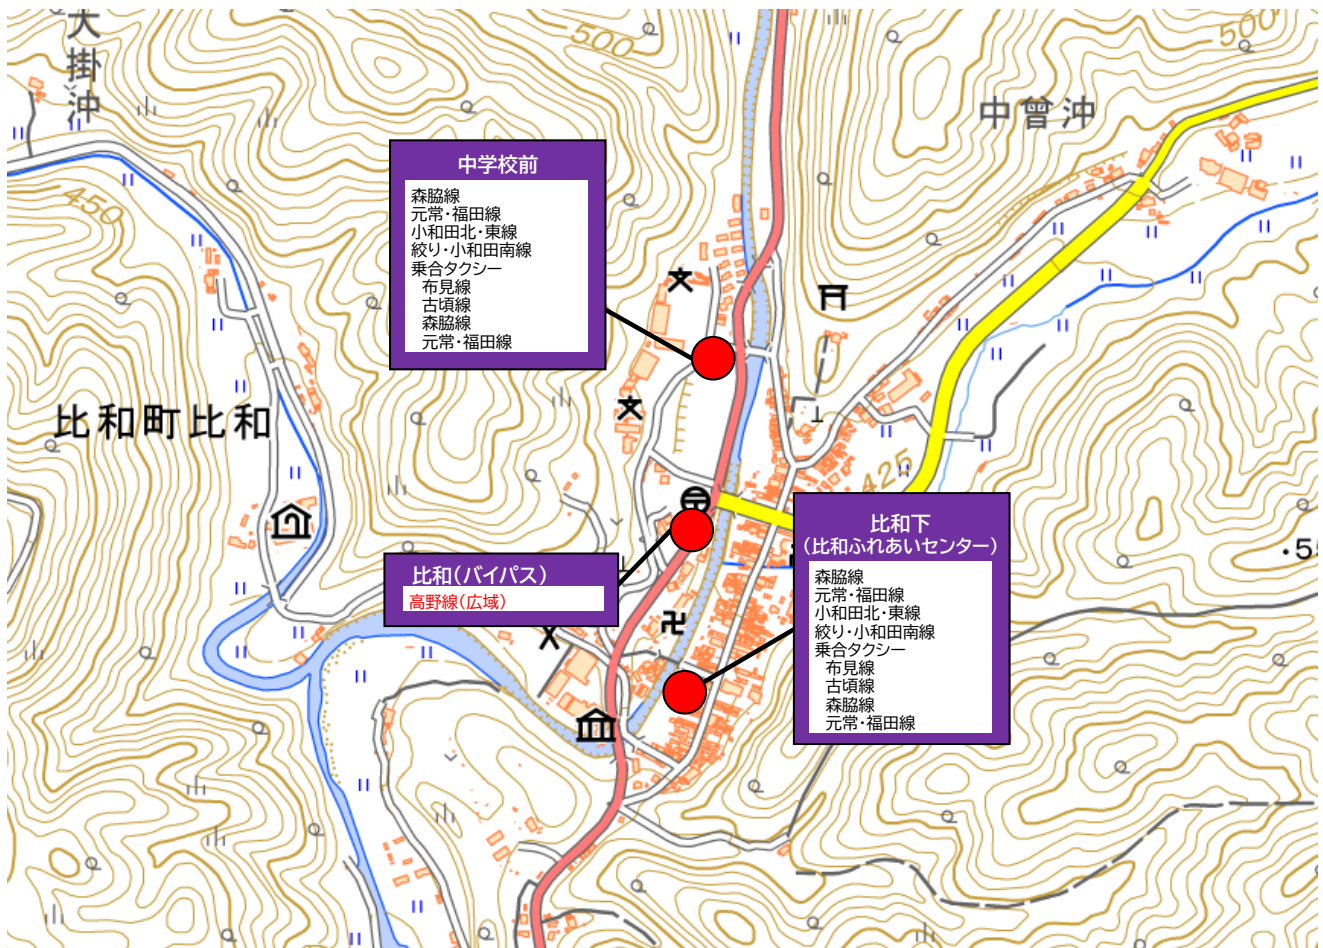 大掛沖
500
500
中曾沖
450
中学校前
森脇線
元常・福田線
小和田北・東線
絞り・小和田南線
乗合タクシー
布見線
古頃線
森脇線
元常・福田線
比和町比和
425
比和(バイパス)
高野線(広域)
比和下
(比和ふれあいセンター)
森脇線
元常・福田線
小和田北・東線
絞り・小和田南線
乗合タクシー
布見線
古頃線
森脇線
元常・福田線